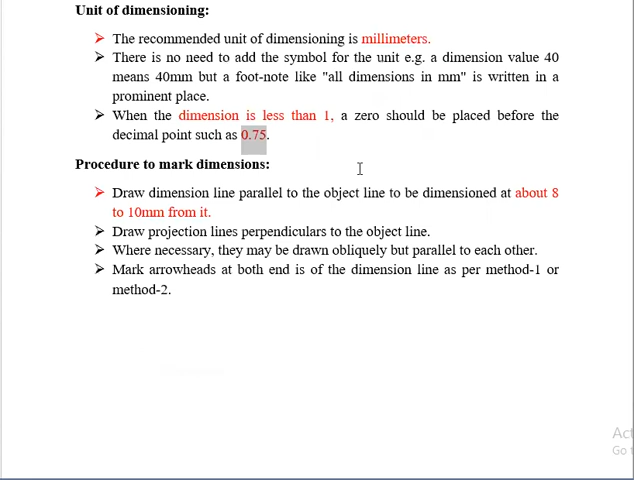 Unit of dimensioning:
➢ The recommended unit of dimensioning is millimeters.
➢ There is no need to add the symbol for the unit e.g. a dimension value 40
means 40mm but a foot-note like "all dimensions in mm" is written in a
prominent place.
➢ When the dimension is less than 1, a zero should be placed before the
decimal point such as 0.75.
Procedure to mark dimensions:
➢ Draw dimension line parallel to the object line to be dimensioned at about 8
to 10mm from it.
➢ Draw projection lines perpendiculars to the object line.
➢ Where necessary, they may be drawn obliquely but parallel to each other.
➢ Mark arrowheads at both end is of the dimension line as per method-1 or
method-2.
Act
Go t